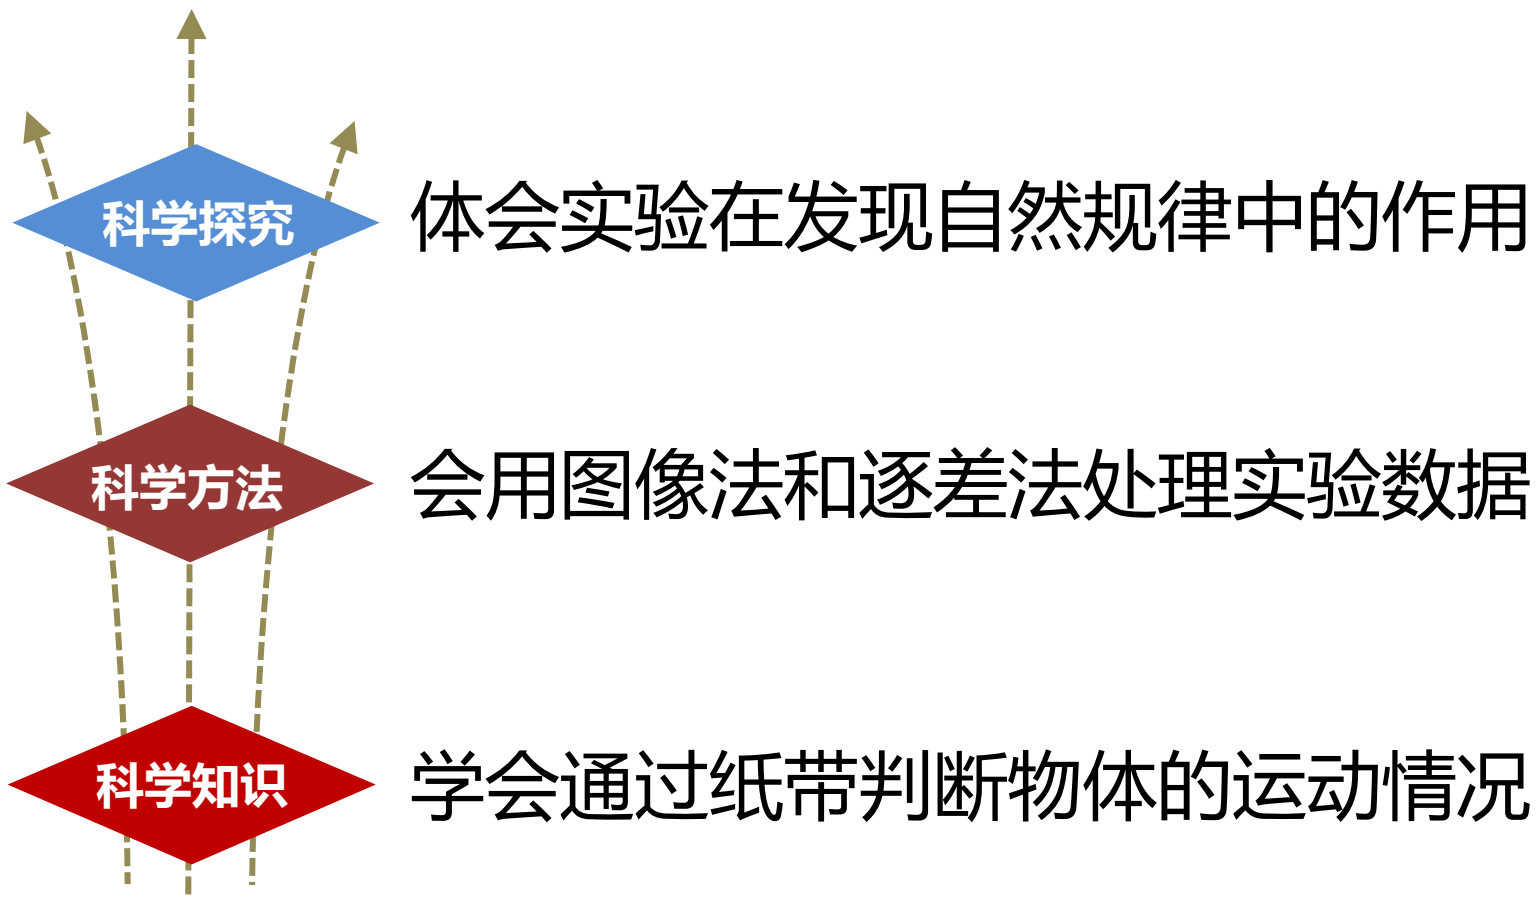 科学探究
体会实验在发现自然规律中的作用
科学方法
会用图像法和逐差法处理实验数据
科学知识
学会通过纸带判断物体的运动情况